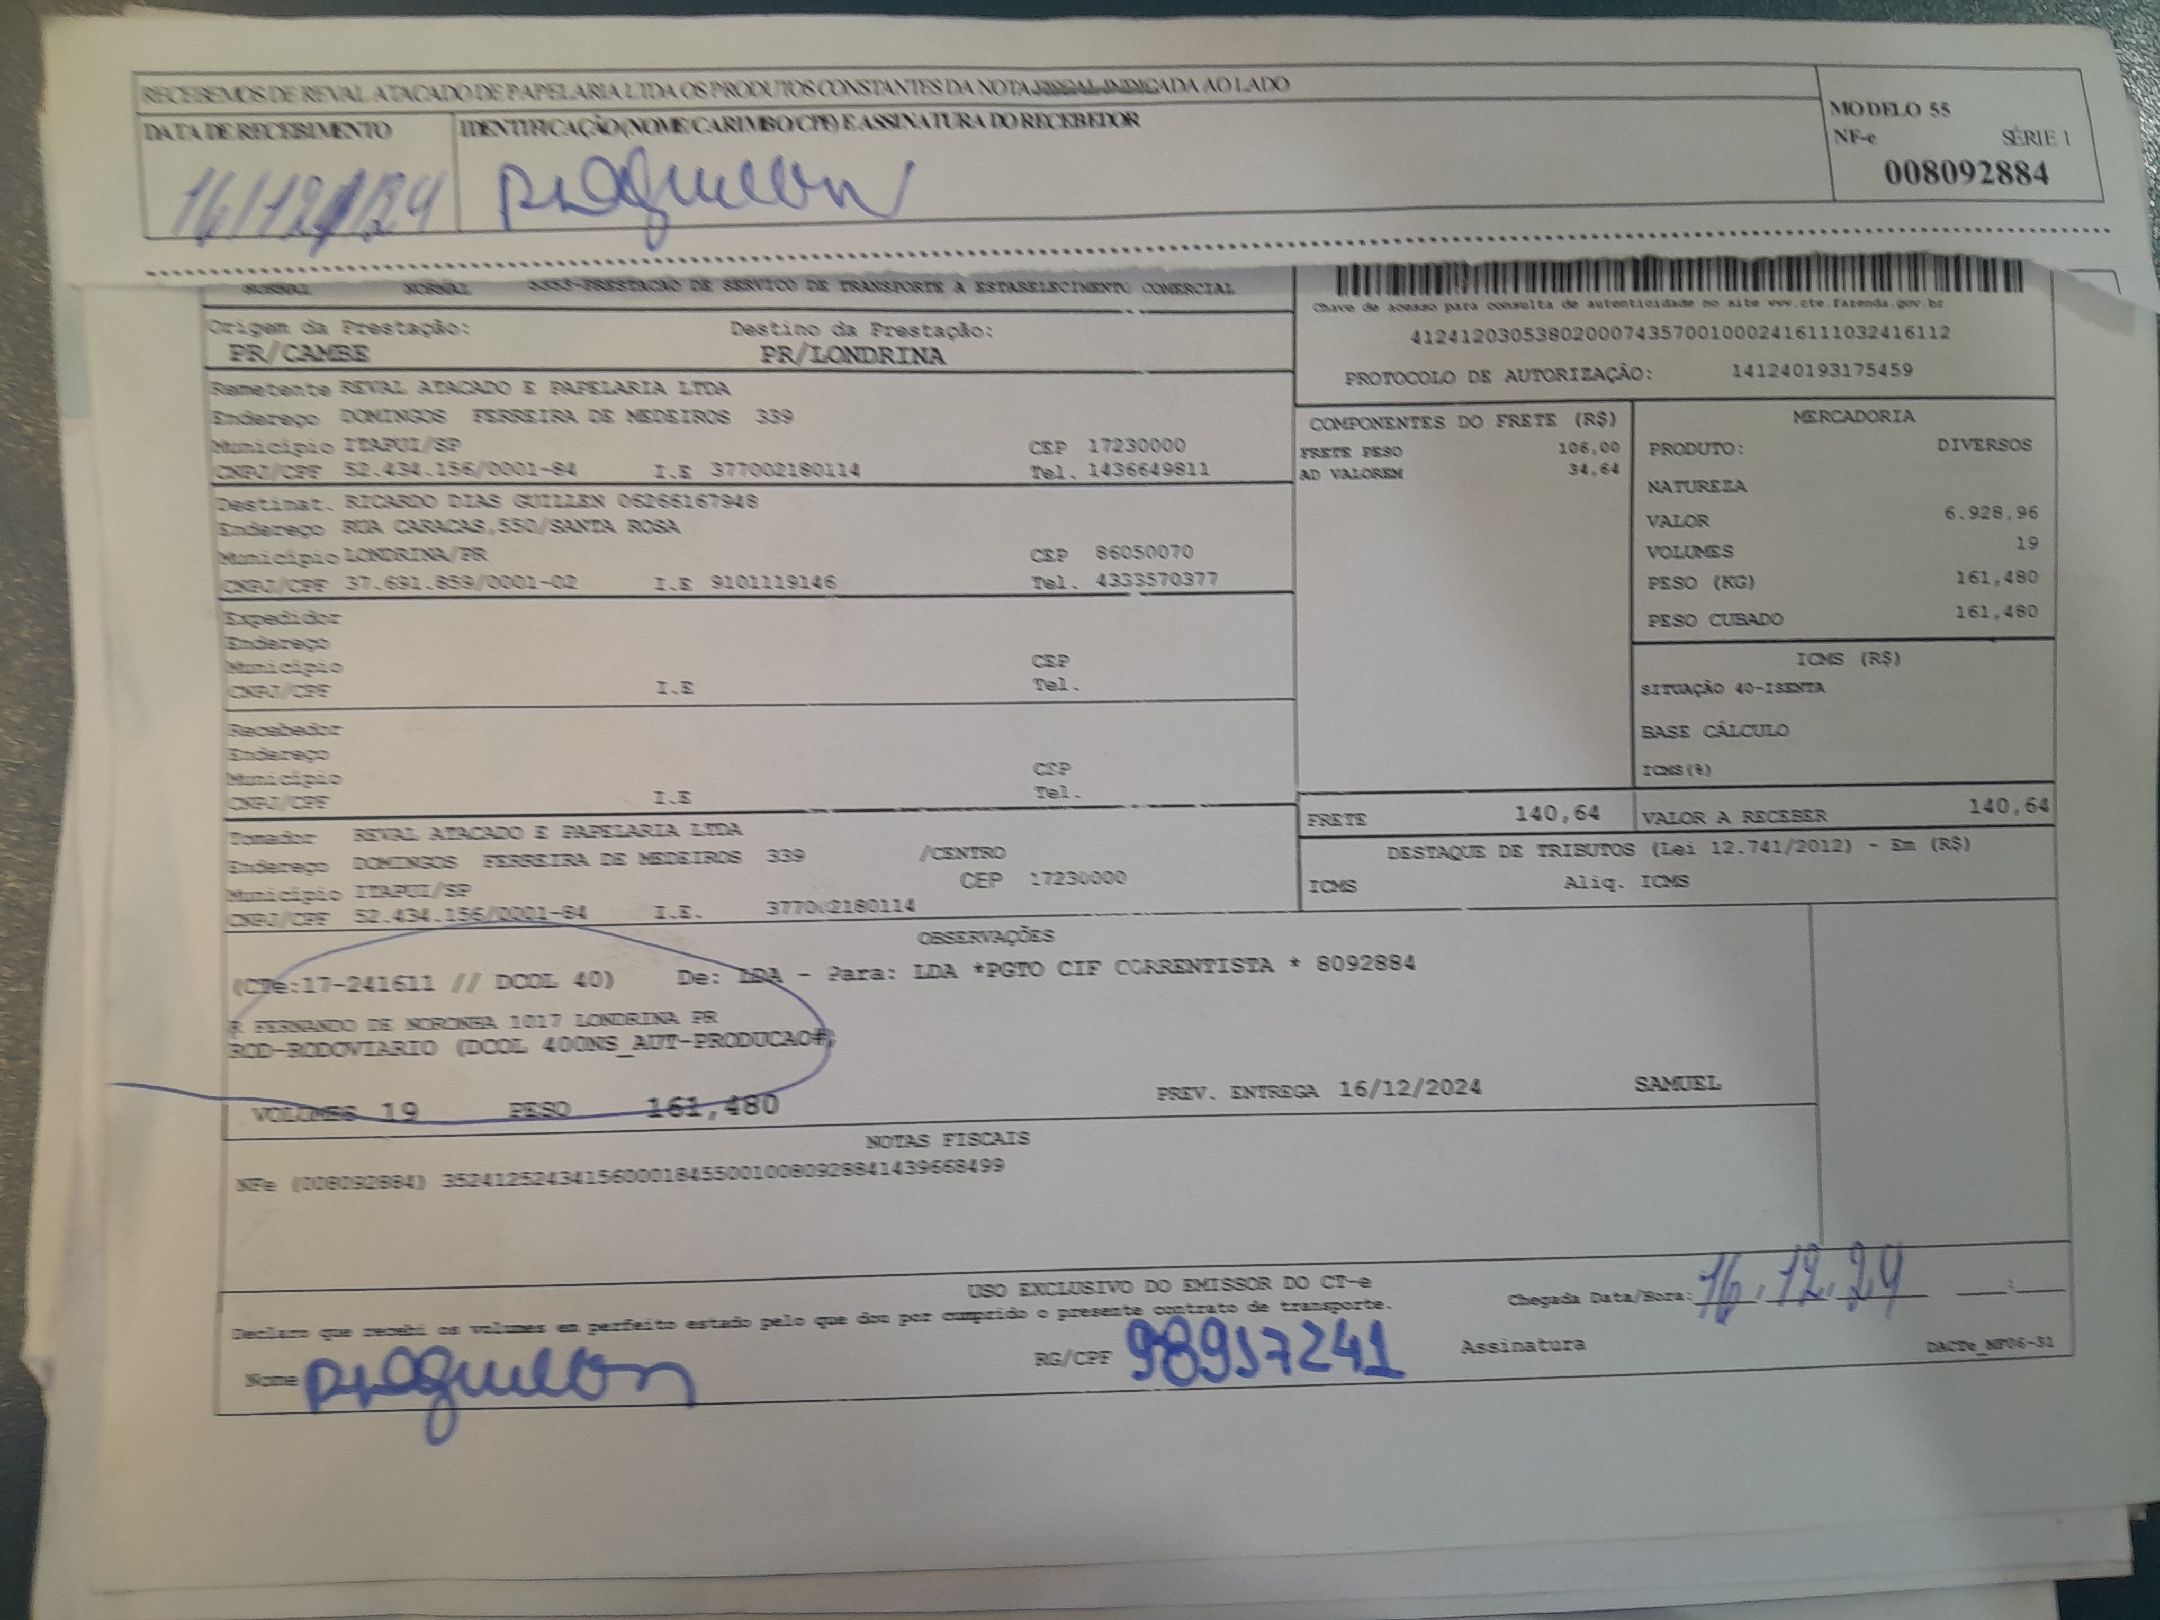 RECEBEMOS DE REVAL ATACADO DE PAPELARIA LTDA OS PRODUTOS CONSTANTES DA NOTA FISCAL INDICADA AO LADO
DATA DE RECEBIMENTO
IDENTIFICAÇÃO (NOME/CARIMBO/CPF) E ASSINATURA DO RECEBEDOR
16/12/24
MODELO 55
NF-e SÉRIE 1
008092884
NORMAL NORMAL 5353-PRESTACAO DE SERVICO DE TRANSPORTE A ESTABELECIMENTO COMERCIAL
Origem da Prestação: Destino da Prestação:
PR/CAMBE PR/LONDRINA
Remetente REVAL ATACADO E PAPELARIA LTDA
Endereço DOMINGOS FERREIRA DE MEDEIROS 339
Município ITAPUI/SP CEP 17230000
CNPJ/CPF 52.434.156/0001-84 I.E 377002180114 Tel. 1436649811
Destinat. RICARDO DIAS GUILLEN 06266167948
Endereço RUA CARACAS,550/SANTA ROSA
Município LONDRINA/PR CEP 86050070
CNPJ/CPF 37.691.859/0001-02 I.E 9101119146 Tel. 4333570377
Expedidor
Endereço
Município CEP
CNPJ/CPF I.E Tel.
Recebedor
Endereço
Município CEP
CNPJ/CPF I.E Tel.
Tomador REVAL ATACADO E PAPELARIA LTDA
Endereço DOMINGOS FERREIRA DE MEDEIROS 339 /CENTRO
Município ITAPUI/SP CEP 17230000
CNPJ/CPF 52.434.156/0001-84 I.E. 377002180114
Chave de acesso para consulta de autenticidade no site www.cte.fazenda.gov.br
41241203053802000743570010002416111032416112
PROTOCOLO DE AUTORIZAÇÃO: 141240193175459
COMPONENTES DO FRETE (R$)
FRETE PESO 106,00
AD VALOREM 34,64
MERCADORIA
PRODUTO: DIVERSOS
NATUREZA
VALOR 6.928,96
VOLUMES 19
PESO (KG) 161,480
PESO CUBADO 161,480
ICMS (R$)
SITUAÇÃO 40-ISENTA
BASE CÁLCULO
ICMS(%)
FRETE 140,64 VALOR A RECEBER 140,64
DESTAQUE DE TRIBUTOS (Lei 12.741/2012) - Em (R$)
ICMS Aliq. ICMS
OBSERVAÇÕES
(CTe:17-241611 // DCOL 40) De: LDA - Para: LDA *PGTO CIF CORRENTISTA * 8092884
R FERNANDO DE NORONHA 1017 LONDRINA PR
ROD-RODOVIARIO (DCOL 400NS_AUT-PRODUCAO#)
VOLUMES 19 PESO 161,480 PREV. ENTREGA 16/12/2024 SAMUEL
NOTAS FISCAIS
NFe (008092884) 35241252434156000184550010080928841439668499
USO EXCLUSIVO DO EMISSOR DO CT-e
Declaro que recebi os volumes em perfeito estado pelo que dou por cumprido o presente contrato de transporte.
Chegada Data/Hora: 16.12.24 :
Nome RG/CPF 98917241 Assinatura
DACTe_MP06-31